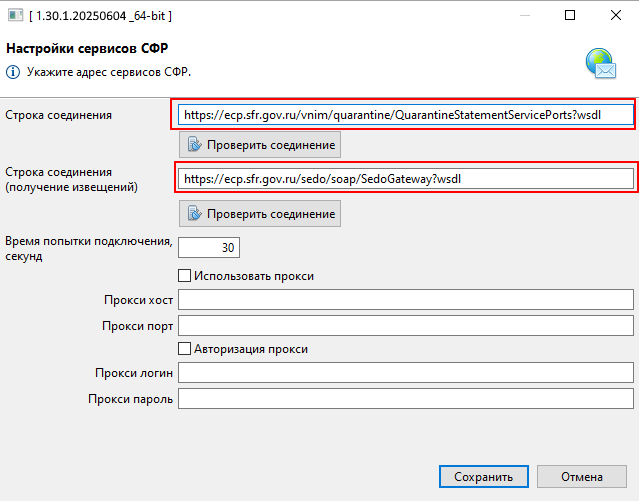 [ 1.30.1.20250604 _64-bit ]
Настройки сервисов СФР
Укажите адрес сервисов СФР.
Строка соединения
https://ecp.sfr.gov.ru/vnim/quarantine/QuarantineStatementServicePorts?wsdl
Проверить соединение
Строка соединения
(получение извещений)
https://ecp.sfr.gov.ru/sedo/soap/SedoGateway?wsdl
Проверить соединение
Время попытки подключения,
секунд
30
Использовать прокси
Прокси хост
Прокси порт
Авторизация прокси
Прокси логин
Прокси пароль
Сохранить
Отмена